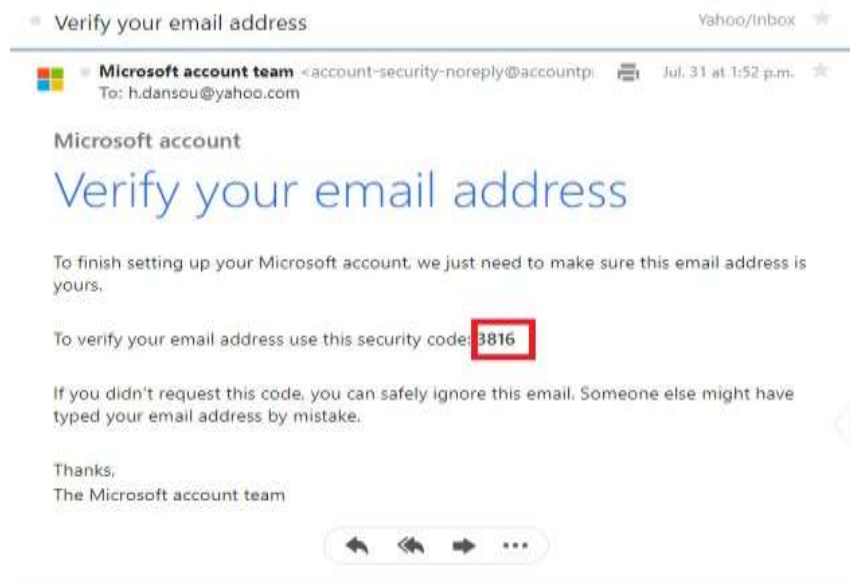 Verify your email address Yahoo/Inbox
Microsoft account team <account-security-noreply@accountp Jul. 31 at 1:52 p.m.
To: h.dansou@yahoo.com
Microsoft account
Verify your email address
To finish setting up your Microsoft account, we just need to make sure this email address is
yours.
To verify your email address use this security code: 3816
If you didn't request this code, you can safely ignore this email. Someone else might have
typed your email address by mistake.
Thanks,
The Microsoft account team